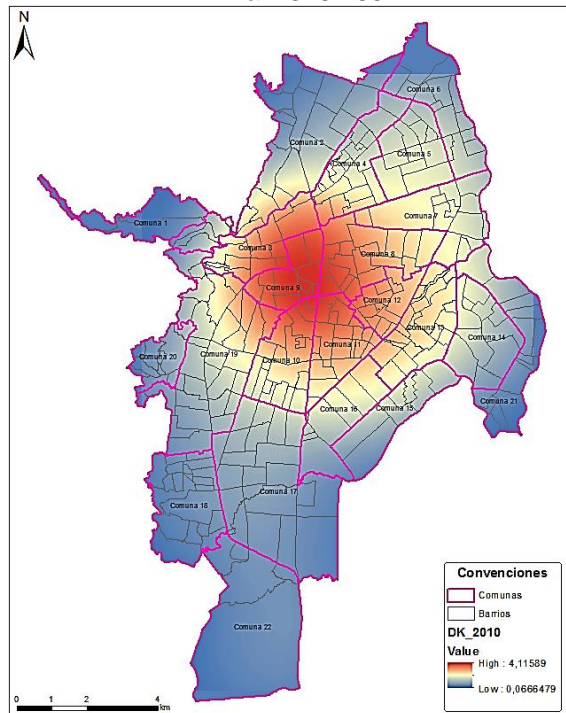 N
Comuna 6
Comuna 2
Comuna 5
Comuna 4
Comuna 7
Comuna 1
Comuna 3
Comuna 8
Comuna 9
Comuna 12
Comuna 13
Comuna 14
Comuna 11
Comuna 20
Comuna 19
Comuna 10
Comuna 21
Comuna 16
Comuna 15
Comuna 17
Comuna 18
Comuna 22
Convenciones
Comunas
Barrios
DK_2010
Value
High : 4,11589
Low : 0,0666479
0 1 2 4
km